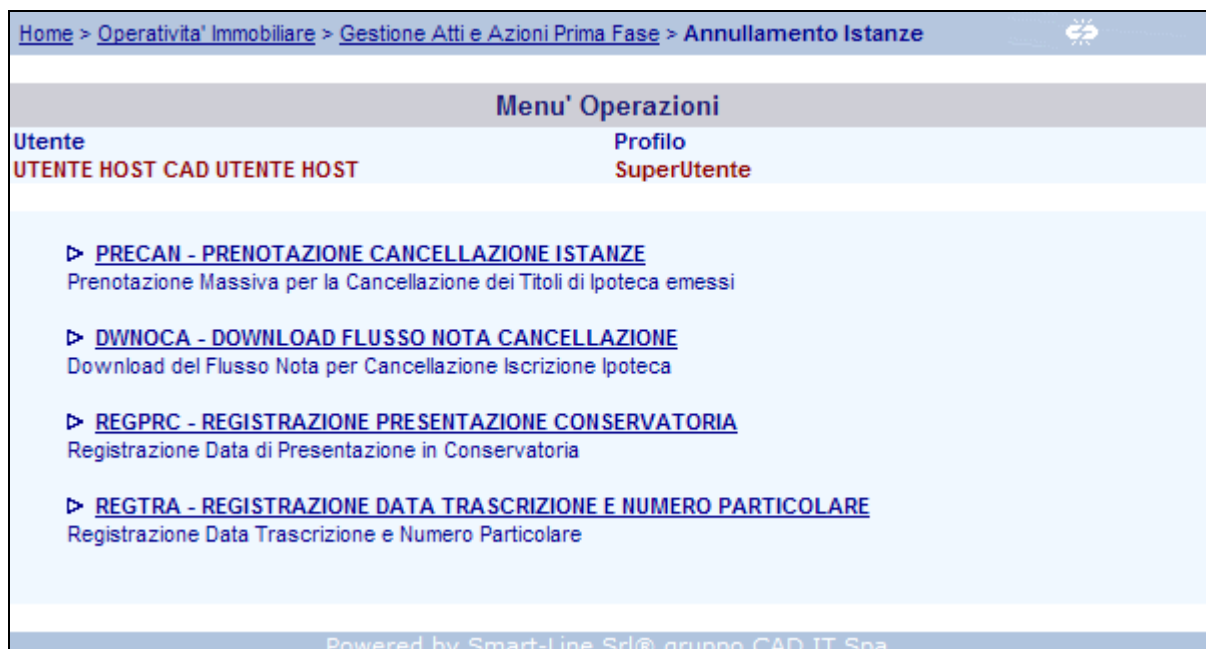 Home > Operativita' Immobiliare > Gestione Atti e Azioni Prima Fase > Annullamento Istanze
Menu' Operazioni
Utente Profilo
UTENTE HOST CAD UTENTE HOST SuperUtente
PRECAN - PRENOTAZIONE CANCELLAZIONE ISTANZE
Prenotazione Massiva per la Cancellazione dei Titoli di Ipoteca emessi
DWNOCA - DOWNLOAD FLUSSO NOTA CANCELLAZIONE
Download del Flusso Nota per Cancellazione Iscrizione Ipoteca
REGPRC - REGISTRAZIONE PRESENTAZIONE CONSERVATORIA
Registrazione Data di Presentazione in Conservatoria
REGTRA - REGISTRAZIONE DATA TRASCRIZIONE E NUMERO PARTICOLARE
Registrazione Data Trascrizione e Numero Particolare
Powered by Smart-Line Srl® gruppo CAD IT Spa